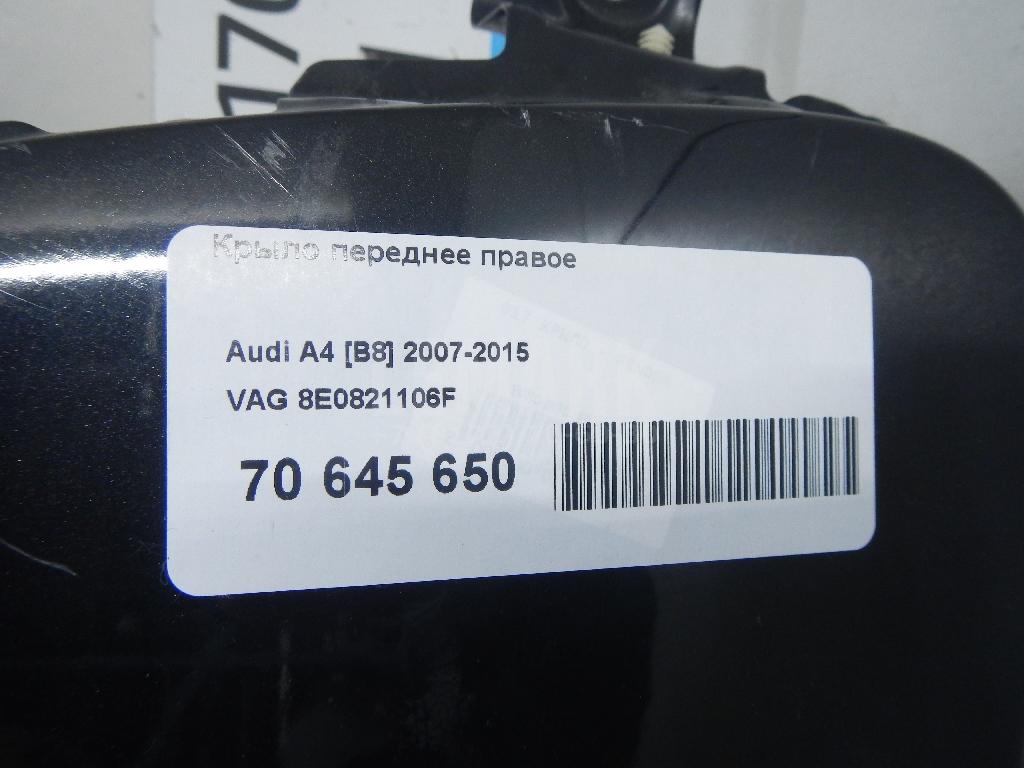 Крыло переднее правое
Audi A4 [B8] 2007-2015
VAG 8E0821106F
70 645 650